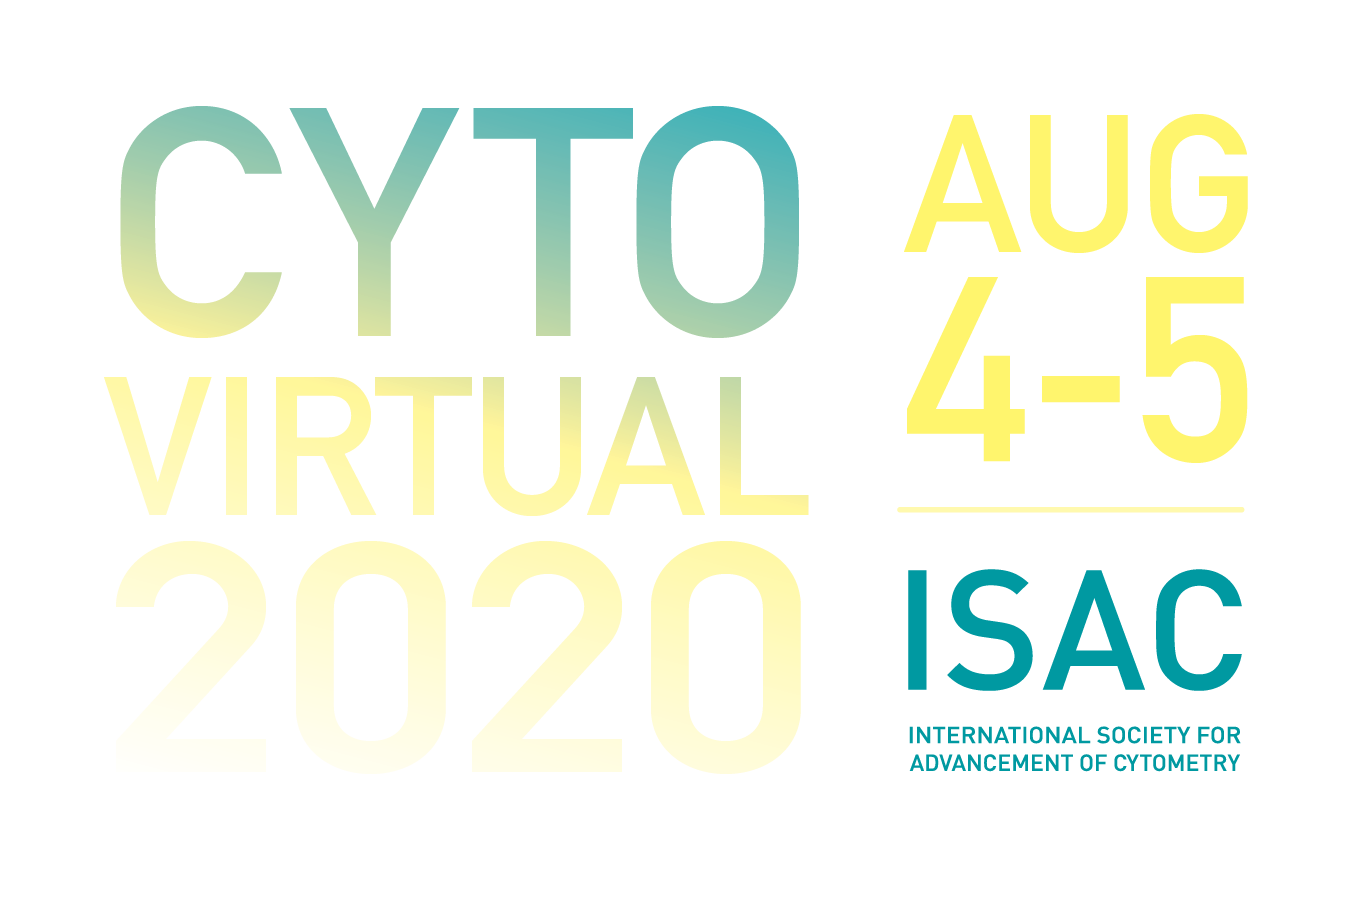 CYTO
VIRTUAL
2020
AUG
4-5
ISAC
INTERNATIONAL SOCIETY FOR
ADVANCEMENT OF CYTOMETRY